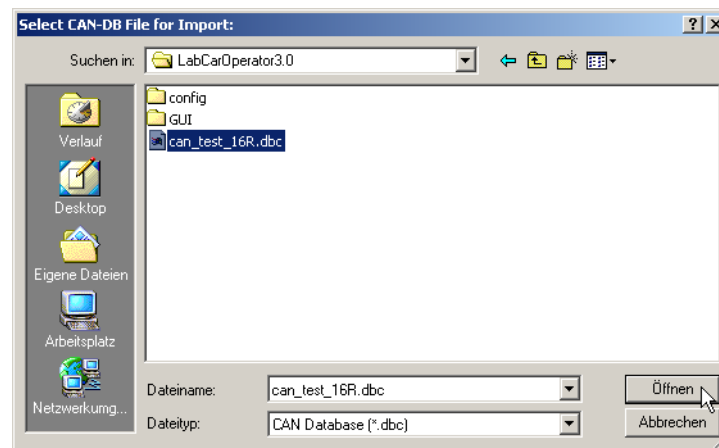 Select CAN-DB File for Import:
Suchen in:
LabCarOperator3.0
config
GUI
can_test_16R.dbc
Verlauf
Desktop
Eigene Dateien
Arbeitsplatz
Netzwerkumg...
Dateiname:
can_test_16R.dbc
Öffnen
Dateityp:
CAN Database (*.dbc)
Abbrechen